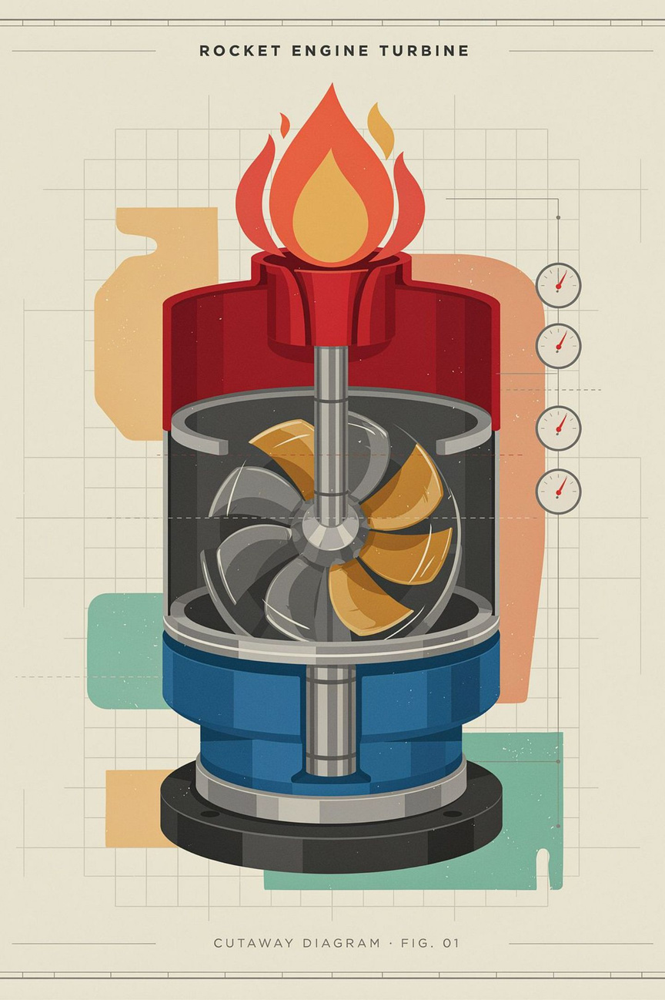 ROCKET ENGINE TURBINE
CUTAWAY DIAGRAM · FIG. 01